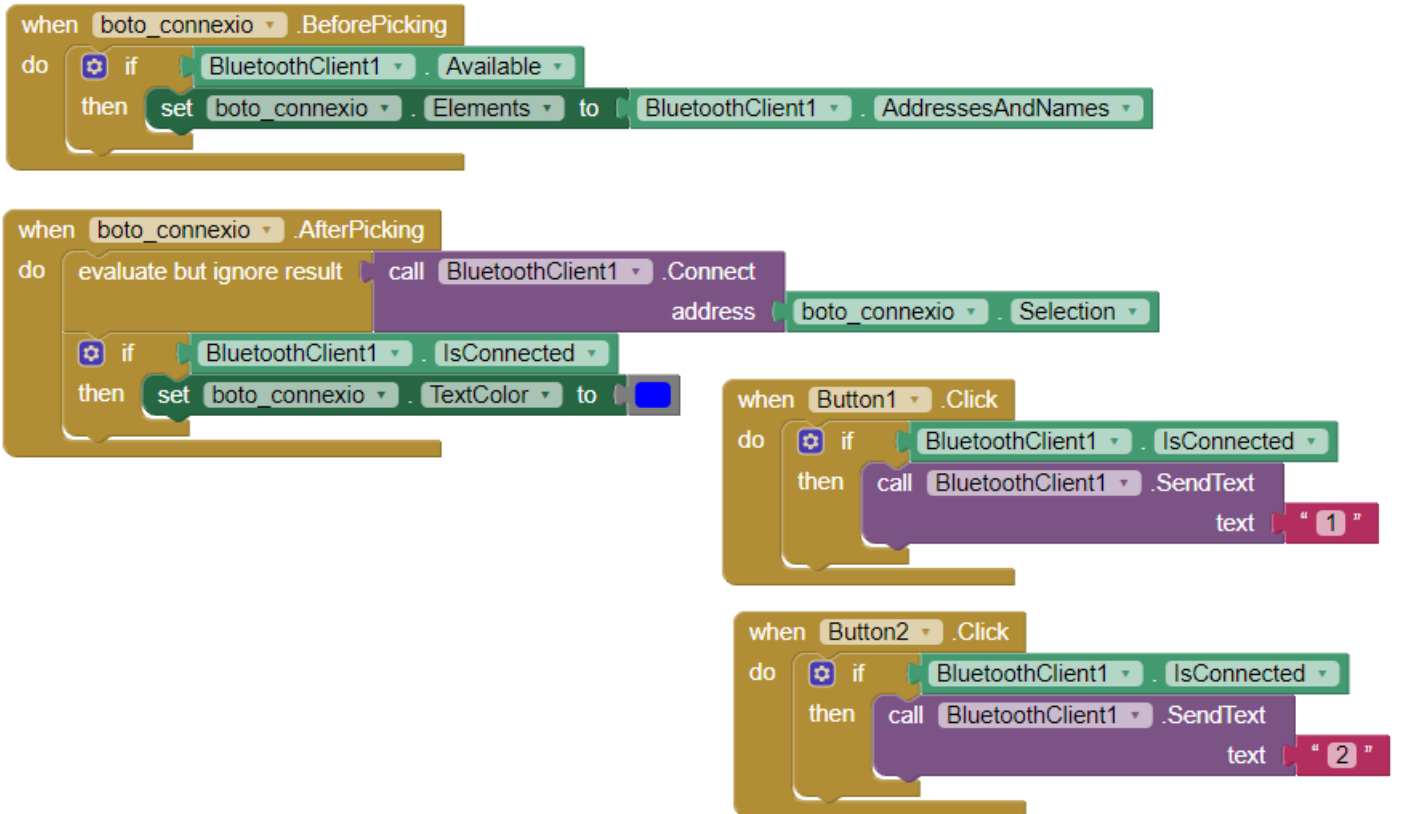 when boto_connexio .BeforePicking
do if BluetoothClient1 . Available
then set boto_connexio . Elements to BluetoothClient1 . AddressesAndNames
when boto_connexio .AfterPicking
do evaluate but ignore result call BluetoothClient1 .Connect
address boto_connexio . Selection
if BluetoothClient1 . IsConnected
then set boto_connexio . TextColor to
when Button1 .Click
do if BluetoothClient1 . IsConnected
then call BluetoothClient1 .SendText
text “ 1 ”
when Button2 .Click
do if BluetoothClient1 . IsConnected
then call BluetoothClient1 .SendText
text “ 2 ”